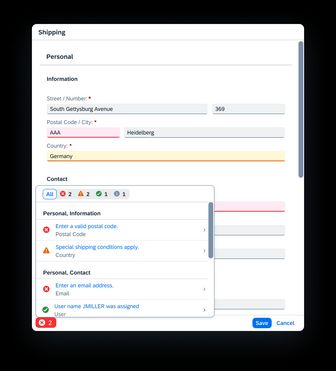 Shipping
Personal
Information
Street / Number: *
South Gettysburg Avenue 369
Postal Code / City: *
AAA Heidelberg
Country: *
Germany
Contact
All 2 2 1 1
Personal, Information
Enter a valid postal code.
Postal Code
Special shipping conditions apply.
Country
Personal, Contact
Enter an email address.
Email
User name JMILLER was assigned
User
2 Save Cancel